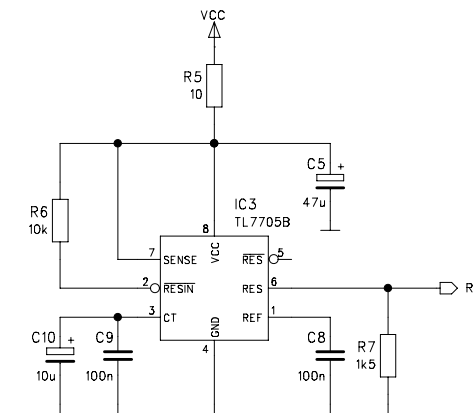 VCC
R5
10
C5 +
47u
R6
10k
IC3
TL7705B
8
VCC
7 SENSE
RES 5
2 RESIN
RES 6
R
3 CT
REF 1
GND
4
C10 +
10u
C9
100n
C8
100n
R7
1k5